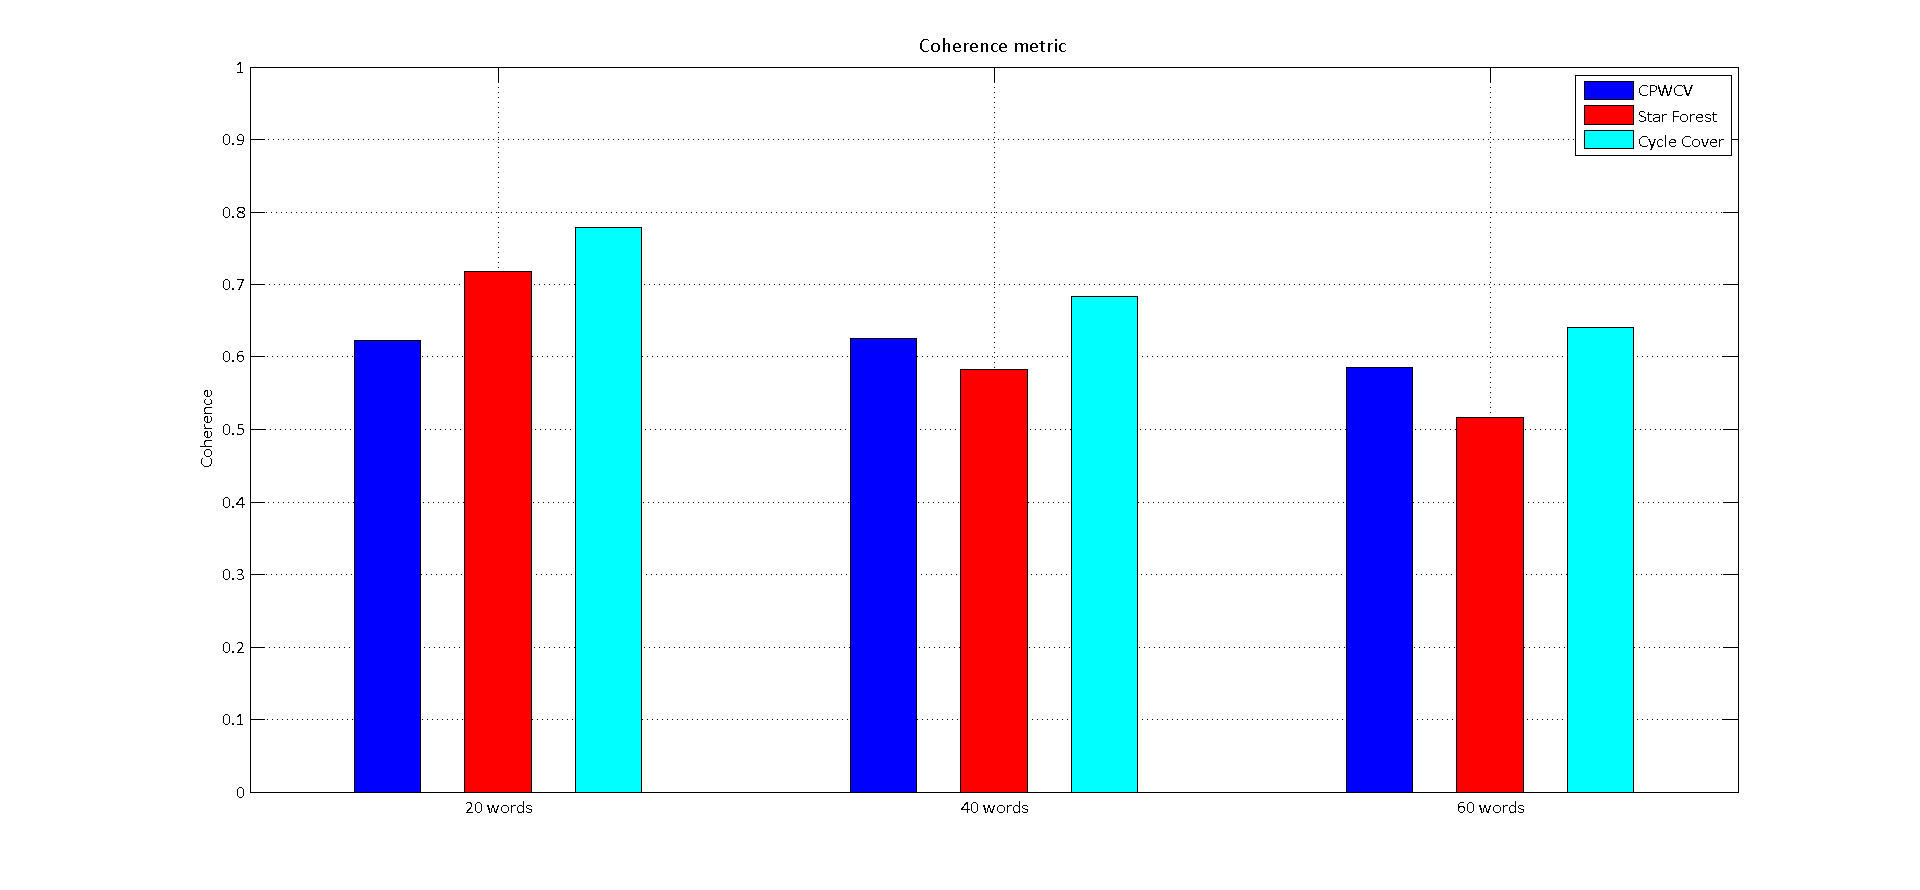 Coherence metric
1
0.9
0.8
0.7
0.6
0.5
0.4
0.3
0.2
0.1
0
Coherence
20 words
40 words
60 words
CPWCV
Star Forest
Cycle Cover